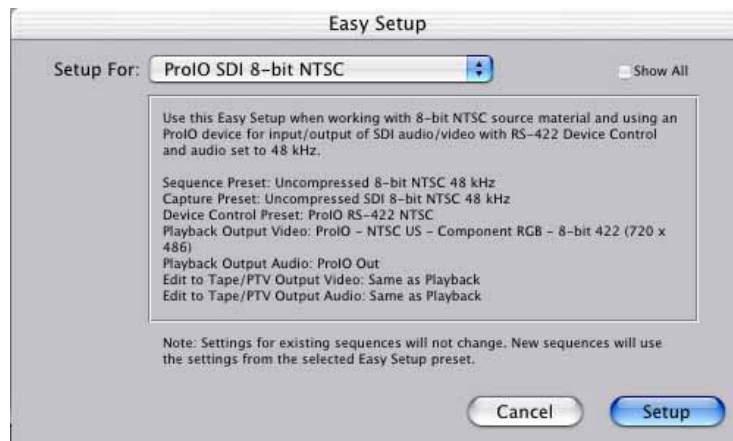 Easy Setup
Setup For: ProIO SDI 8-bit NTSC
Show All
Use this Easy Setup when working with 8-bit NTSC source material and using an
ProIO device for input/output of SDI audio/video with RS-422 Device Control
and audio set to 48 kHz.
Sequence Preset: Uncompressed 8-bit NTSC 48 kHz
Capture Preset: Uncompressed SDI 8-bit NTSC 48 kHz
Device Control Preset: ProIO RS-422 NTSC
Playback Output Video: ProIO - NTSC US - Component RGB - 8-bit 422 (720 x
486)
Playback Output Audio: ProIO Out
Edit to Tape/PTV Output Video: Same as Playback
Edit to Tape/PTV Output Audio: Same as Playback
Note: Settings for existing sequences will not change. New sequences will use
the settings from the selected Easy Setup preset.
Cancel Setup